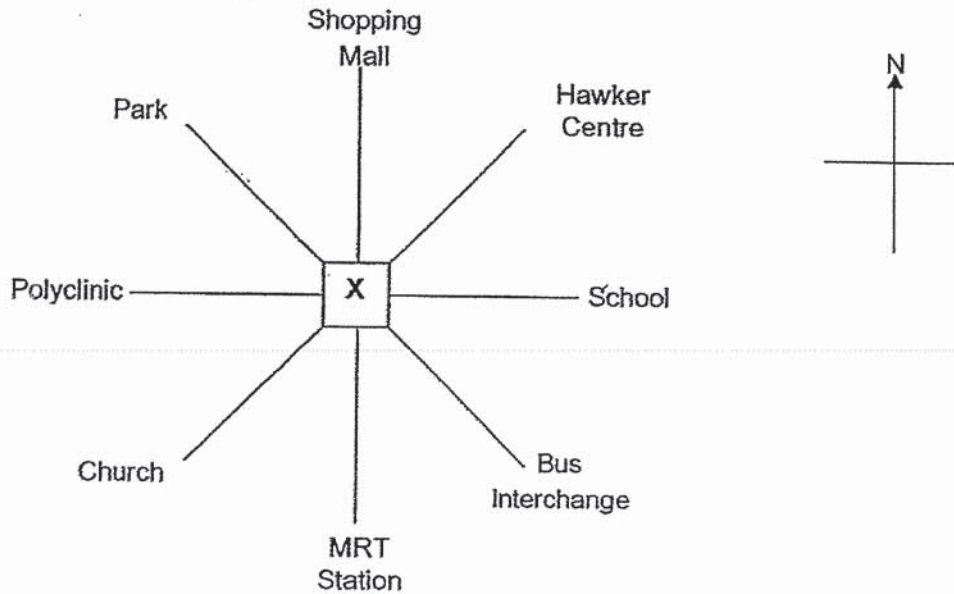 Shopping
Mall
N
Park
Hawker
Centre
Polyclinic
X
School
Church
Bus
Interchange
MRT
Station